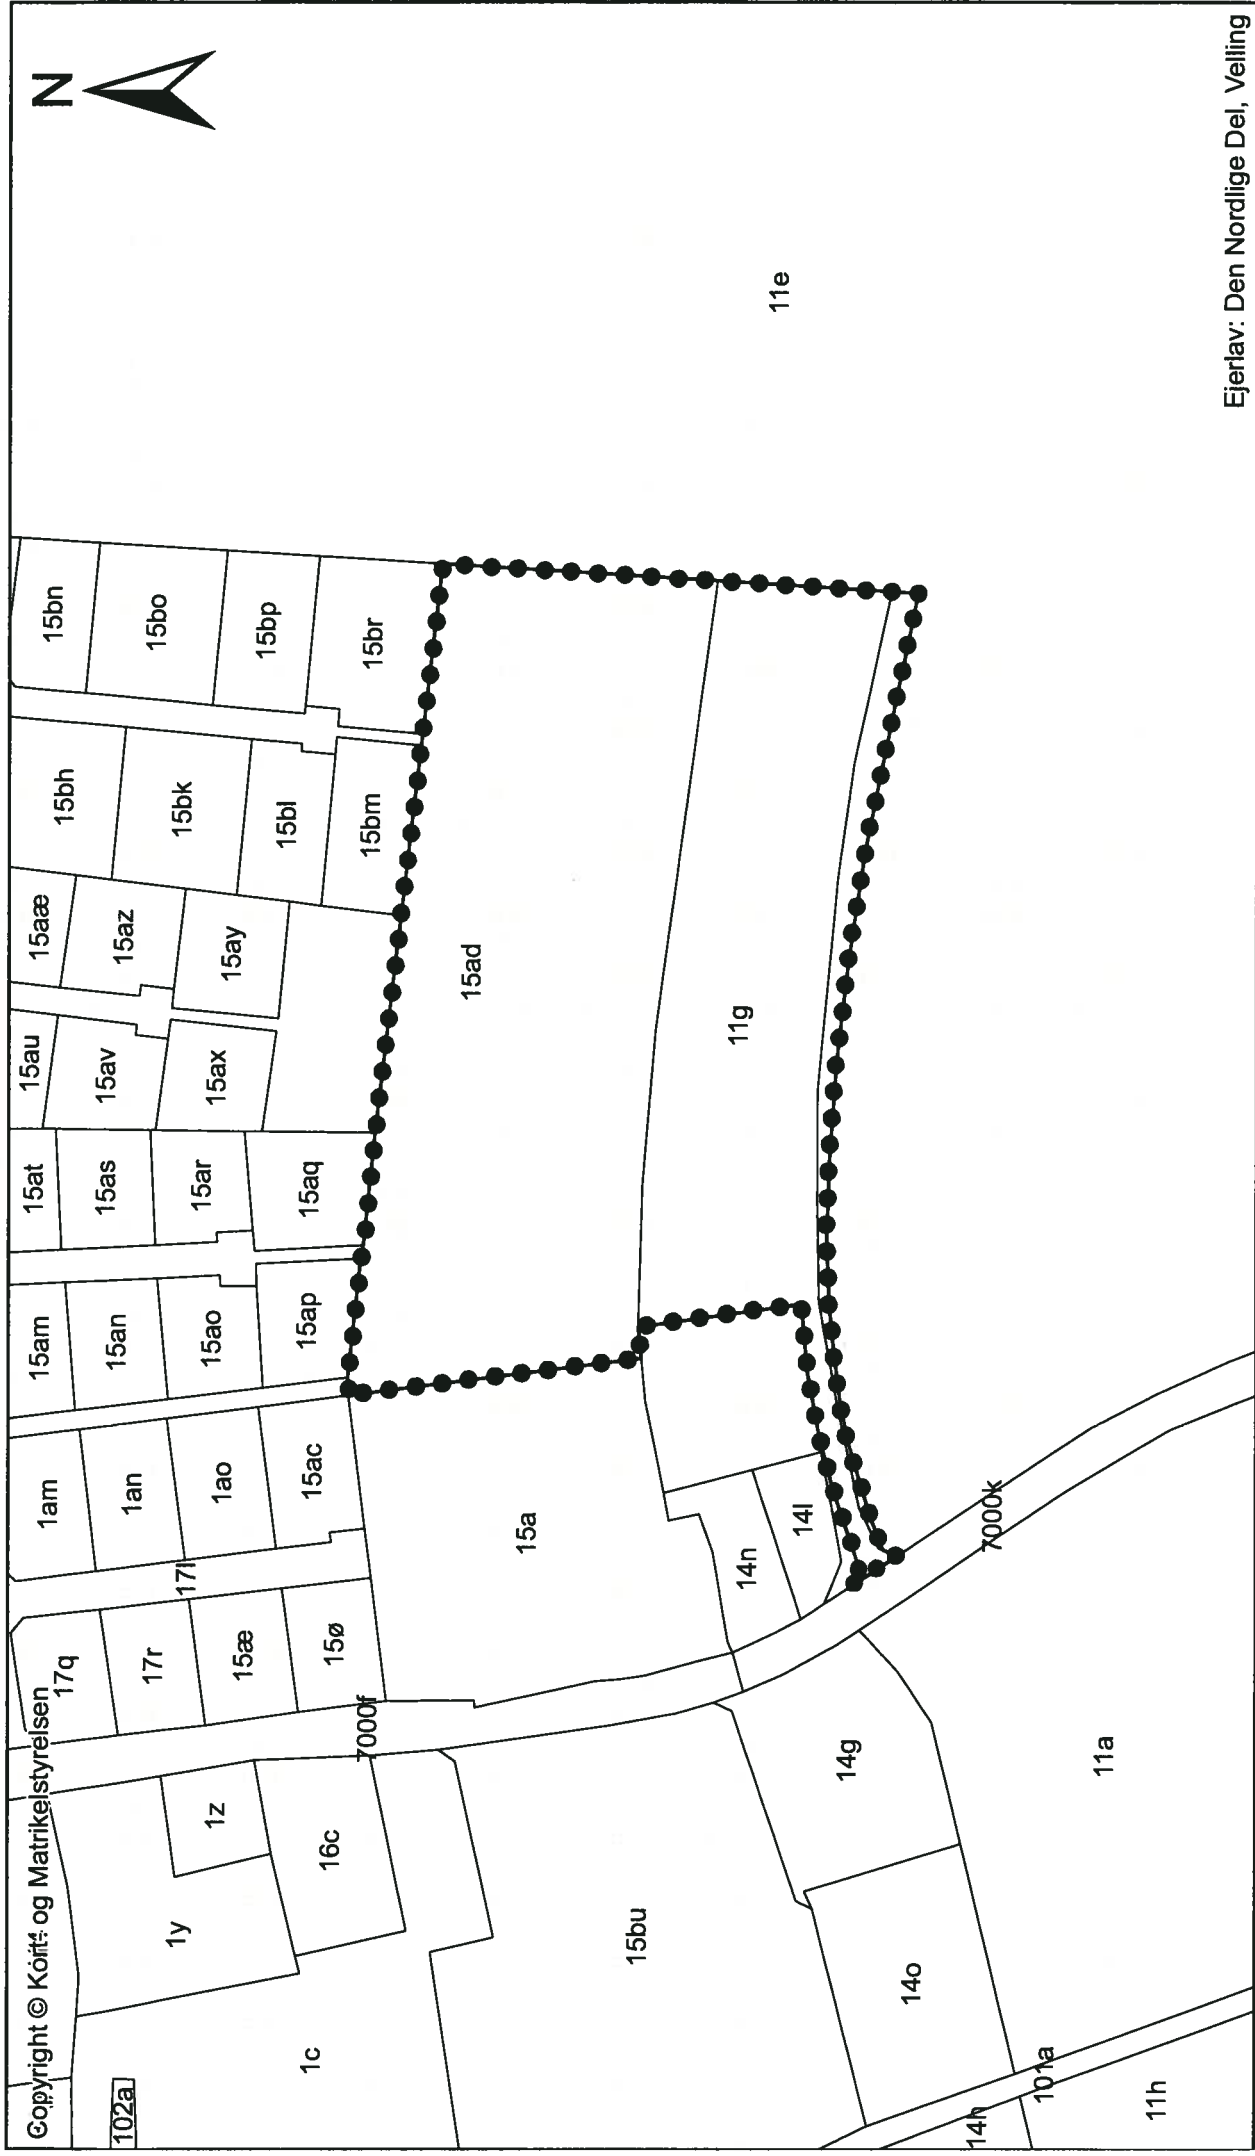 Copyright © Kort- og Matrikelstyrelsen
N
102a
1y
1z
17q
17r
17l
1am
1an
1ao
15am
15an
15ao
15ap
15at
15as
15ar
15aq
15au
15av
15ax
15aæ
15az
15ay
15bh
15bk
15bl
15bm
15bn
15bo
15bp
15br
1c
16c
7000f
15æ
15ø
15ac
15a
15ad
15bu
14n
14l
11g
11e
14g
14o
7000k
11a
14h
101a
11h
Ejerlav: Den Nordlige Del, Velling